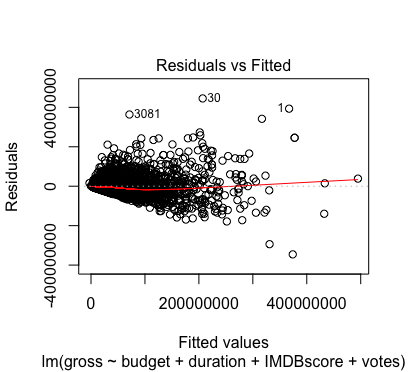 Residuals vs Fitted
30
1
3081
Residuals
-400000000
0
400000000
0
200000000
400000000
Fitted values
lm(gross ~ budget + duration + IMDBscore + votes)